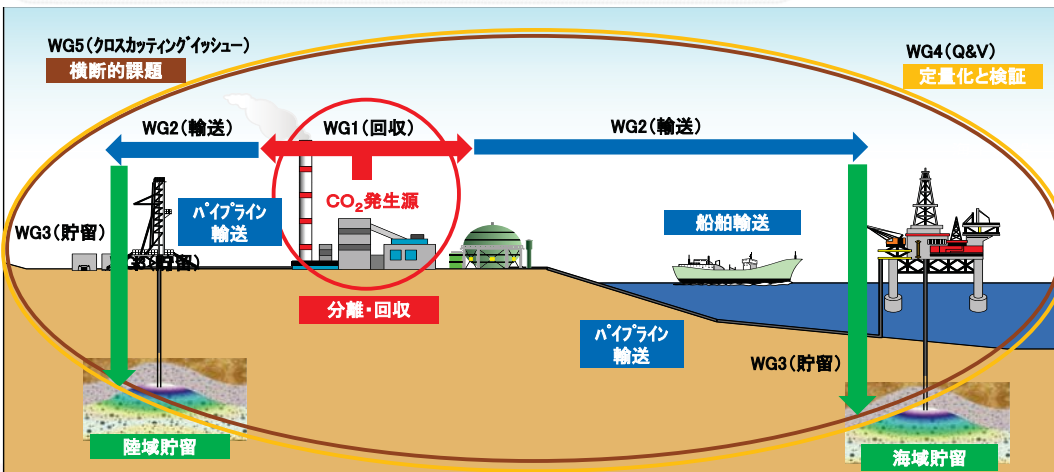 WG5(クロスカッティングイッシュー)
横断的課題
WG4(Q&V)
定量化と検証
WG2(輸送)
WG1(回収)
WG2(輸送)
CO₂発生源
パイプライン
輸送
船舶輸送
WG3(貯留)
(貯留)
分離・回収
パイプライン
輸送
WG3(貯留)
陸域貯留
海域貯留